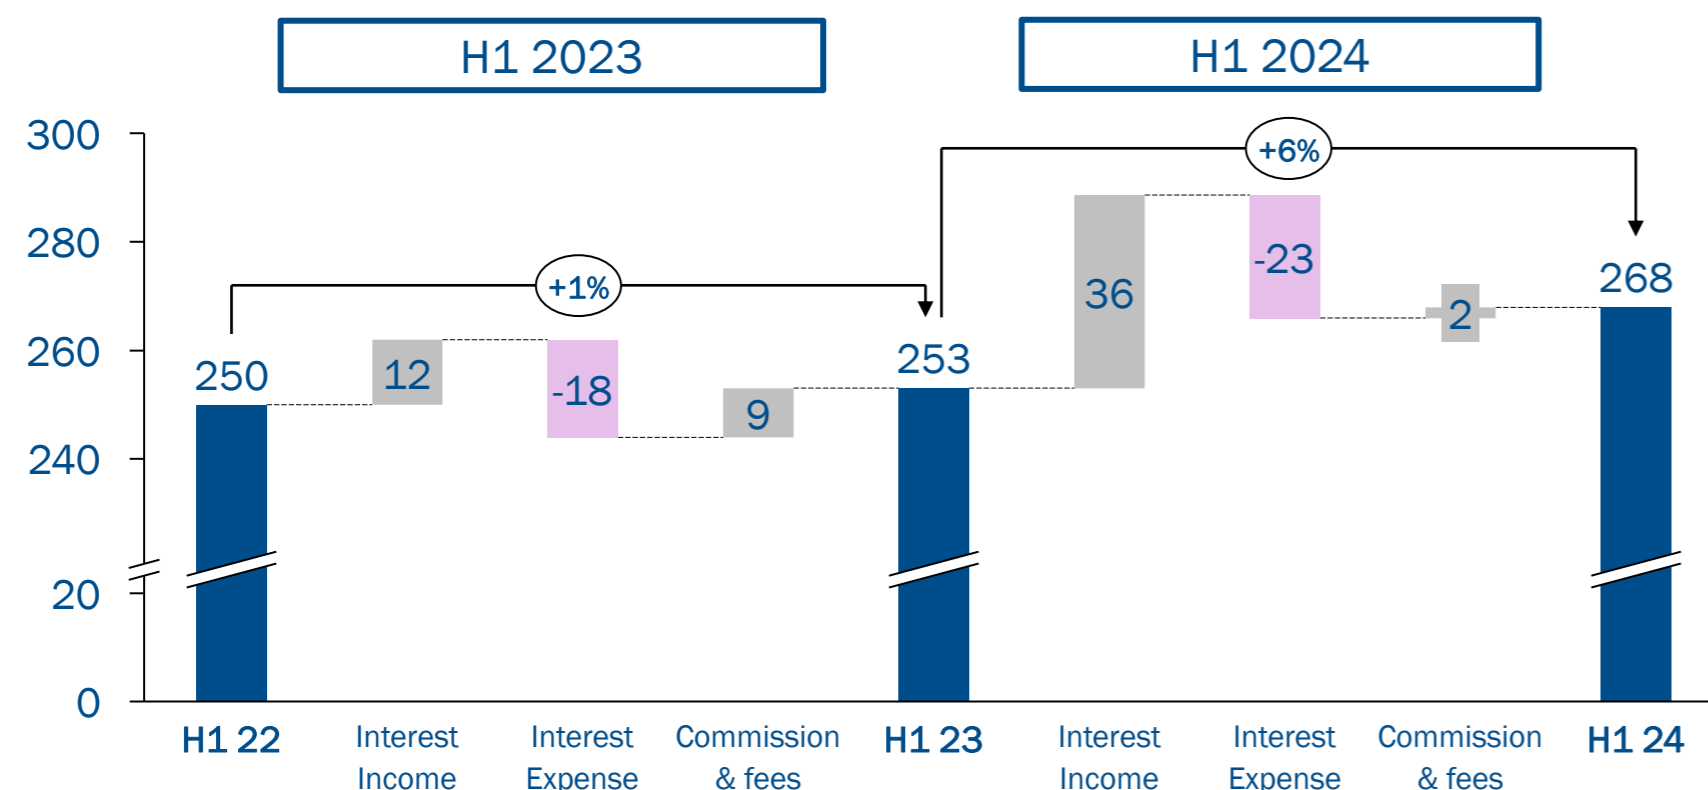 H1 2023
H1 2024
300
280
260
240
20
0
+1%
+6%
250
12
-18
9
253
36
-23
2
268
H1 22
Interest
Income
Interest
Expense
Commission
& fees
H1 23
Interest
Income
Interest
Expense
Commission
& fees
H1 24